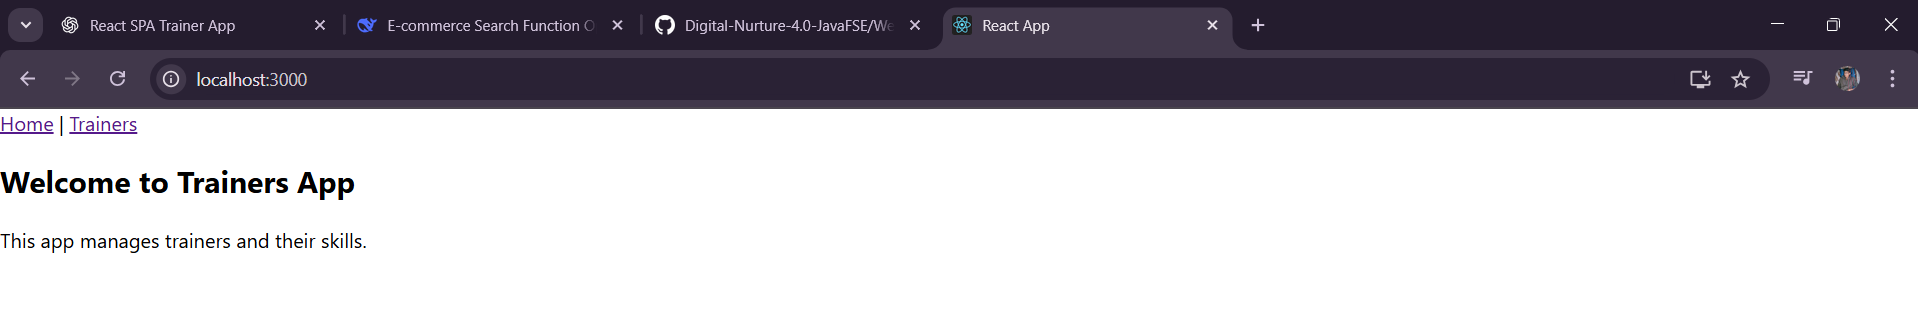 React SPA Trainer App
E-commerce Search Function O
Digital-Nurture-4.0-JavaFSE/We
React App
localhost:3000
Home | Trainers
Welcome to Trainers App
This app manages trainers and their skills.